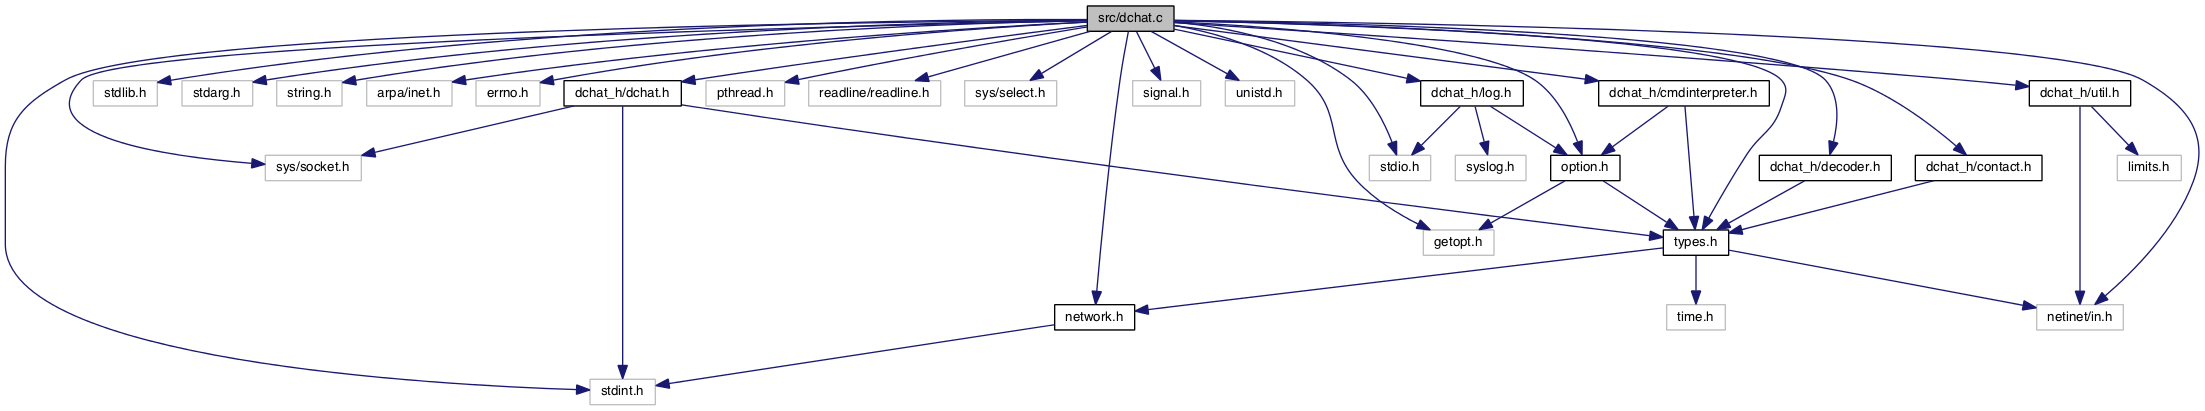 src/dchat.c
stdlib.h
stdarg.h
string.h
arpa/inet.h
errno.h
dchat_h/dchat.h
pthread.h
readline/readline.h
sys/select.h
signal.h
unistd.h
dchat_h/log.h
dchat_h/cmdinterpreter.h
dchat_h/util.h
sys/socket.h
stdio.h
syslog.h
option.h
dchat_h/decoder.h
dchat_h/contact.h
limits.h
getopt.h
types.h
network.h
time.h
netinet/in.h
stdint.h